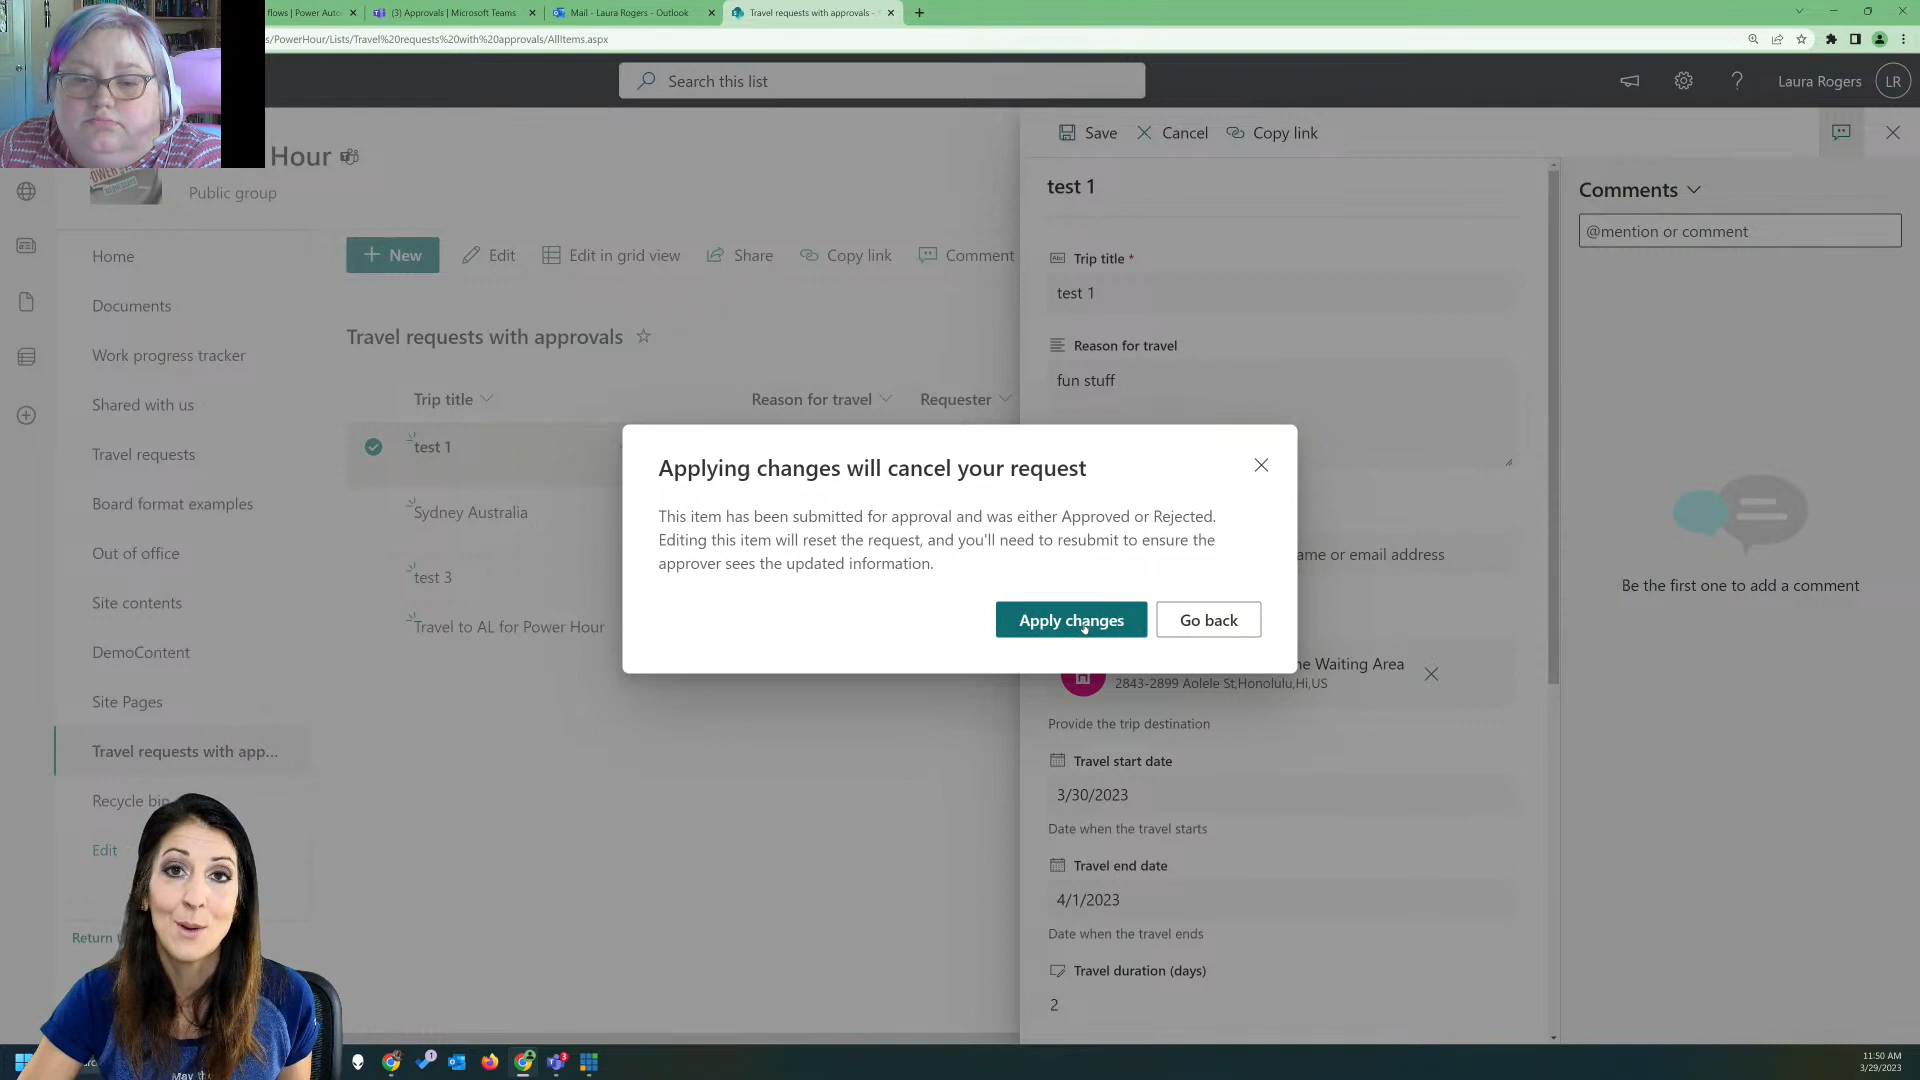 flows | Power Auto
(3) Approvals | Microsoft Teams
Mail - Laura Rogers - Outlook
Travel requests with approvals -
s/PowerHour/Lists/Travel%20requests%20with%20approvals/AllItems.aspx
Search this list
Laura Rogers
LR
Hour
Public group
Home
Documents
Work progress tracker
Shared with us
Travel requests
Board format examples
Out of office
Site contents
DemoContent
Site Pages
Travel requests with app...
Recycle bin
Edit
Return
New
Edit
Edit in grid view
Share
Copy link
Comment
Travel requests with approvals
Trip title
Reason for travel
Requester
test 1
Sydney Australia
test 3
Travel to AL for Power Hour
Save
Cancel
Copy link
test 1
Trip title *
test 1
Reason for travel
fun stuff
ame or email address
ne Waiting Area
2843-2899 Aolele St,Honolulu,Hi,US
Provide the trip destination
Travel start date
3/30/2023
Date when the travel starts
Travel end date
4/1/2023
Date when the travel ends
Travel duration (days)
2
Comments
@mention or comment
Be the first one to add a comment
Applying changes will cancel your request
This item has been submitted for approval and was either Approved or Rejected.
Editing this item will reset the request, and you'll need to resubmit to ensure the
approver sees the updated information.
Apply changes
Go back
May th
11:50 AM
3/29/2023